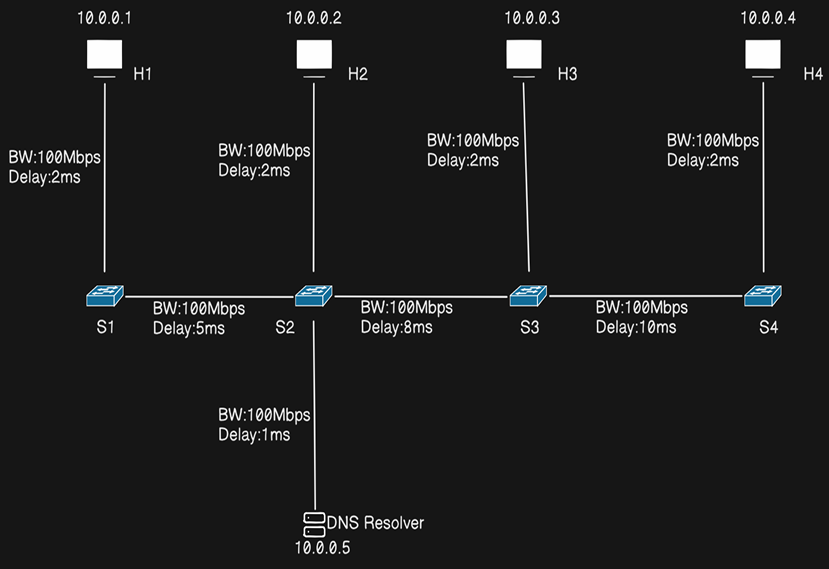 10.0.0.1
10.0.0.2
10.0.0.3
10.0.0.4
H1
H2
H3
H4
BW:100Mbps
Delay:2ms
BW:100Mbps
Delay:2ms
BW:100Mbps
Delay:2ms
BW:100Mbps
Delay:2ms
S1
BW:100Mbps
Delay:5ms
S2
BW:100Mbps
Delay:8ms
S3
BW:100Mbps
Delay:10ms
S4
BW:100Mbps
Delay:1ms
DNS Resolver
10.0.0.5